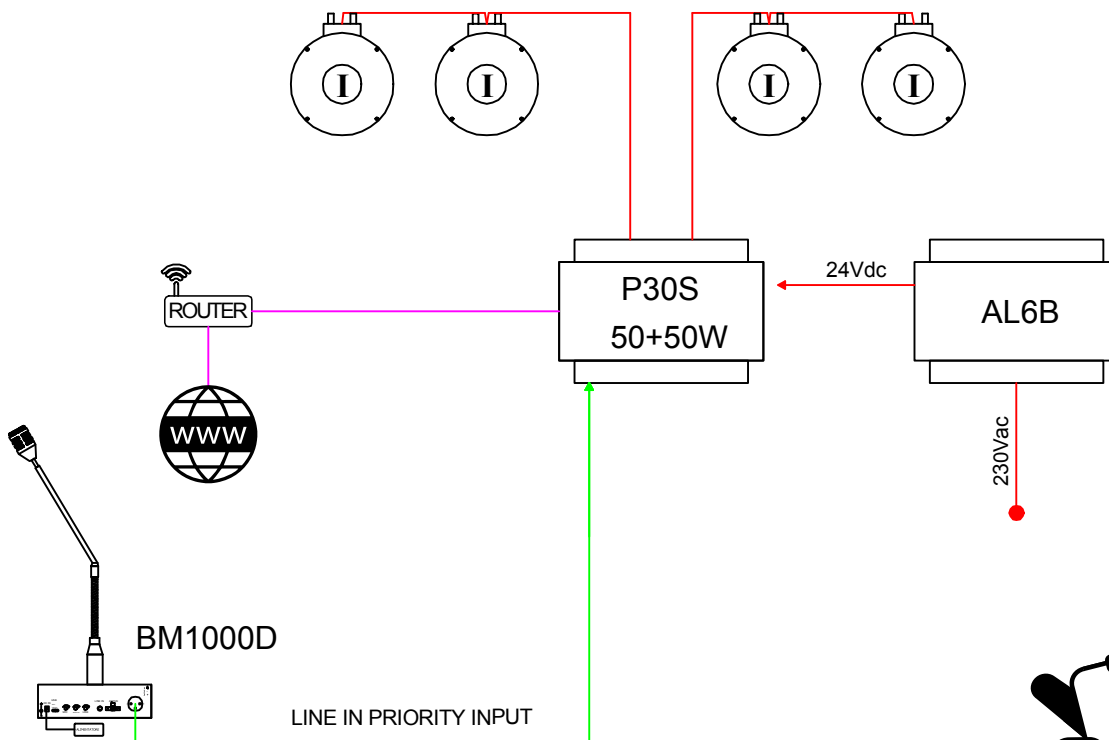 I
I
I
I
24Vdc
P30S
50+50W
AL6B
ROUTER
www
230Vac
BM1000D
LINE IN PRIORITY INPUT